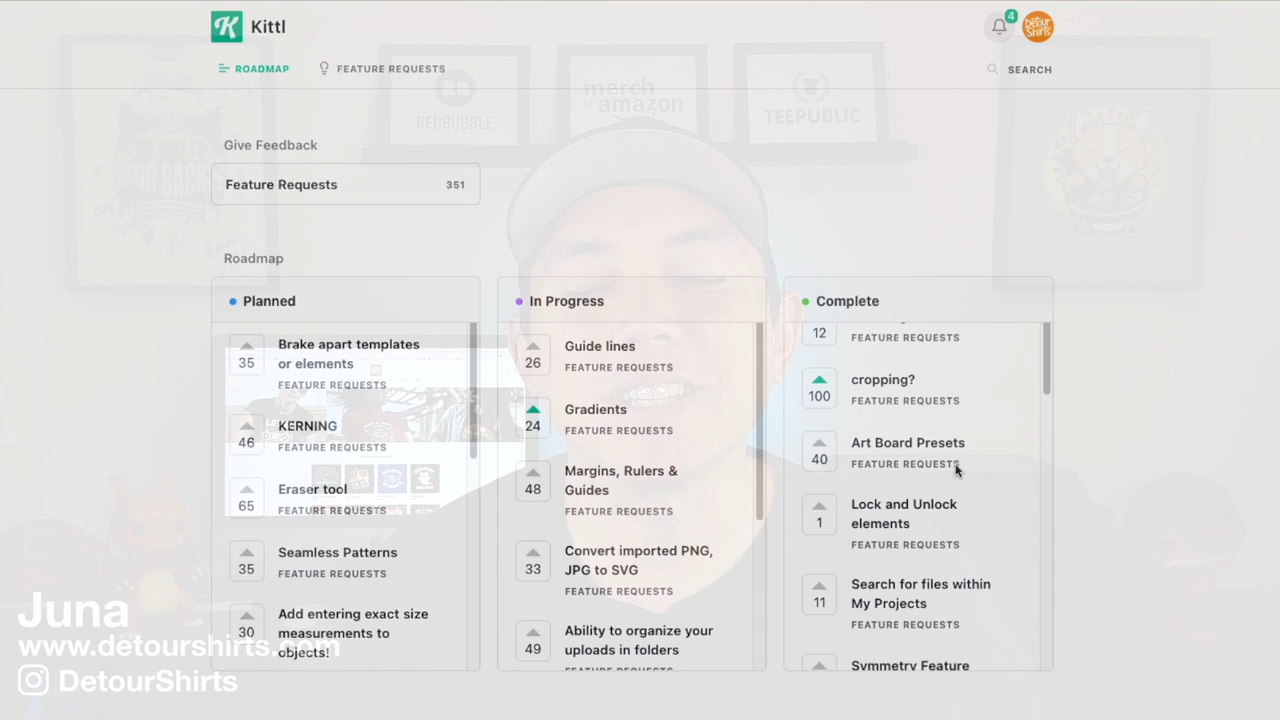 Kittl
4
Detour
Shirts
ROADMAP
FEATURE REQUESTS
SEARCH
REDBUBBLE
merch
by amazon
TEEPUBLIC
Give Feedback
Feature Requests
351
Roadmap
Planned
35
Brake apart templates
or elements
FEATURE REQUESTS
46
KERNING
FEATURE REQUESTS
65
Eraser tool
FEATURE REQUESTS
35
Seamless Patterns
FEATURE REQUESTS
30
Add entering exact size
measurements to
objects!
In Progress
26
Guide lines
FEATURE REQUESTS
24
Gradients
FEATURE REQUESTS
48
Margins, Rulers &
Guides
FEATURE REQUESTS
33
Convert imported PNG,
JPG to SVG
FEATURE REQUESTS
49
Ability to organize your
uploads in folders
FEATURE REQUESTS
Complete
12
FEATURE REQUESTS
100
cropping?
FEATURE REQUESTS
40
Art Board Presets
FEATURE REQUESTS
1
Lock and Unlock
elements
FEATURE REQUESTS
11
Search for files within
My Projects
FEATURE REQUESTS
Symmetry Feature
Juna
www.detourshirts.com
DetourShirts